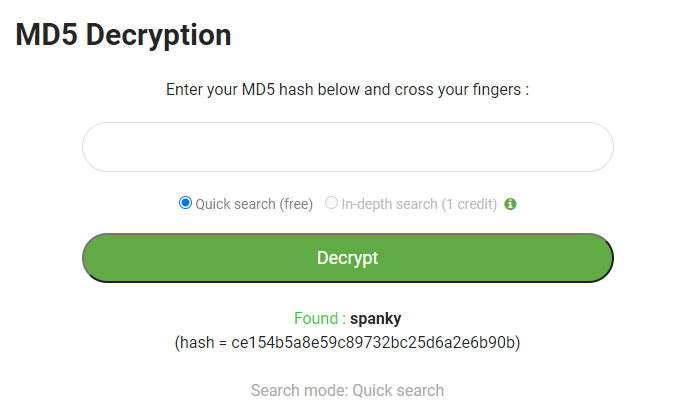 MD5 Decryption
Enter your MD5 hash below and cross your fingers :
Quick search (free) In-depth search (1 credit)
Decrypt
Found : spanky
(hash = ce154b5a8e59c89732bc25d6a2e6b90b)
Search mode: Quick search